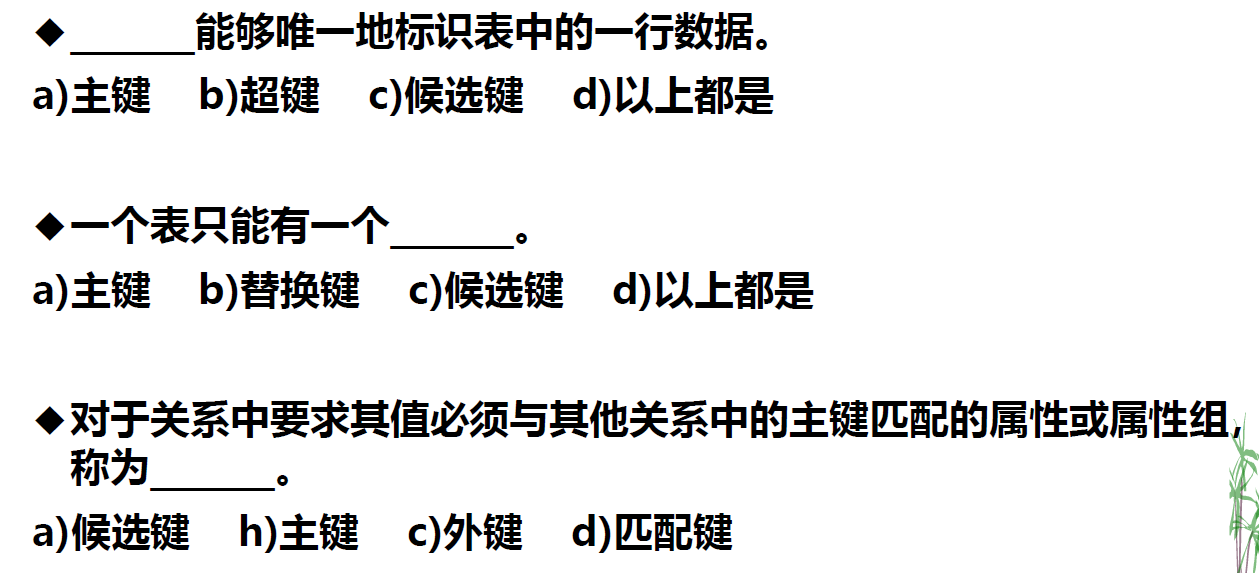 ◆______能够唯一地标识表中的一行数据。
a)主键 b)超键 c)候选键 d)以上都是
◆一个表只能有一个______。
a)主键 b)替换键 c)候选键 d)以上都是
◆对于关系中要求其值必须与其他关系中的主键匹配的属性或属性组,
称为______。
a)候选键 h)主键 c)外键 d)匹配键